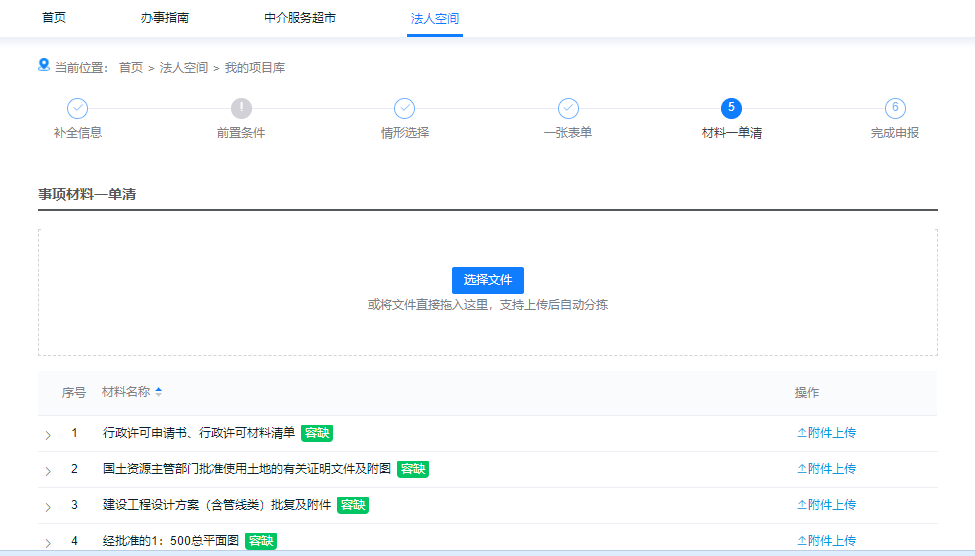 首页 办事指南 中介服务超市 法人空间
当前位置： 首页 > 法人空间 > 我的项目库
! 5 6
补全信息 前置条件 情形选择 一张表单 材料一单清 完成申报
事项材料一单清
选择文件
或将文件直接拖入这里，支持上传后自动分拣
序号 材料名称 操作
1 行政许可申请书、行政许可材料清单 容缺 附件上传
2 国土资源主管部门批准使用土地的有关证明文件及附图 容缺 附件上传
3 建设工程设计方案（含管线类）批复及附件 容缺 附件上传
4 经批准的1：500总平面图 容缺 附件上传